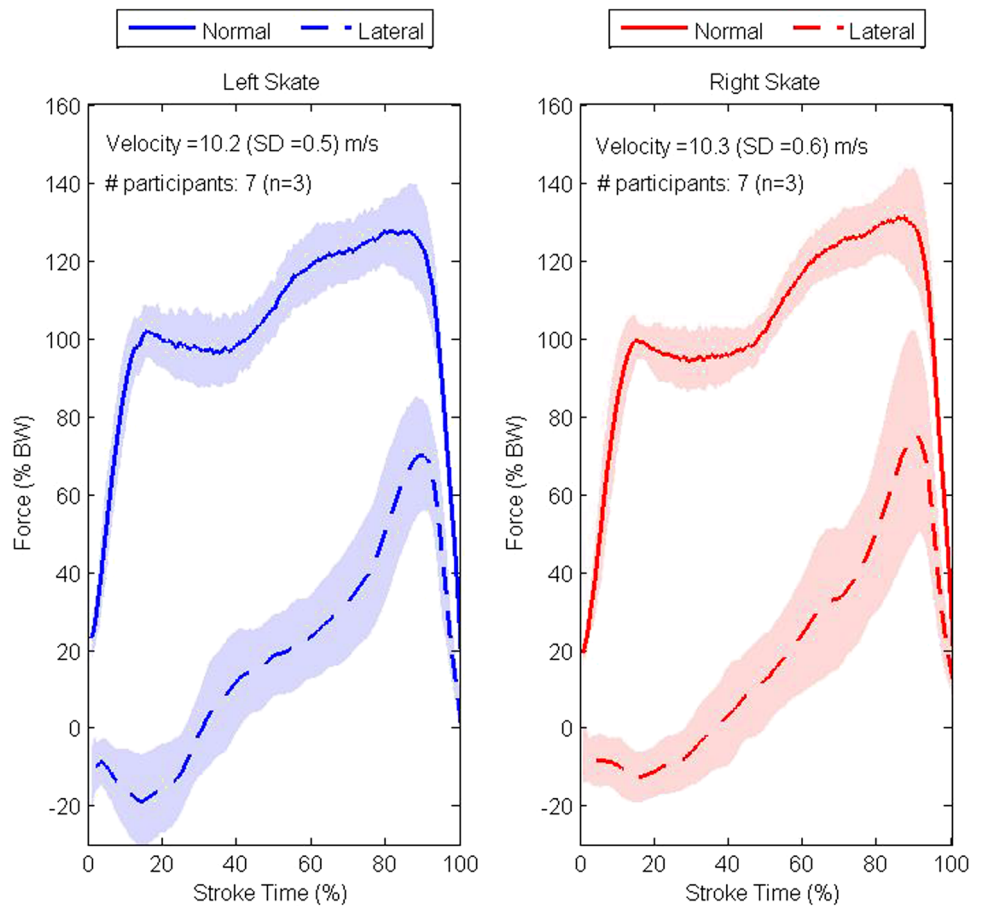 Normal Lateral
Normal Lateral
Left Skate
Right Skate
160
140
120
100
80
60
40
20
0
-20
Force (% BW)
Velocity =10.2 (SD =0.5) m/s
# participants: 7 (n=3)
0 20 40 60 80 100
Stroke Time (%)
160
140
120
100
80
60
40
20
0
-20
Force (% BW)
Velocity =10.3 (SD =0.6) m/s
# participants: 7 (n=3)
0 20 40 60 80 100
Stroke Time (%)